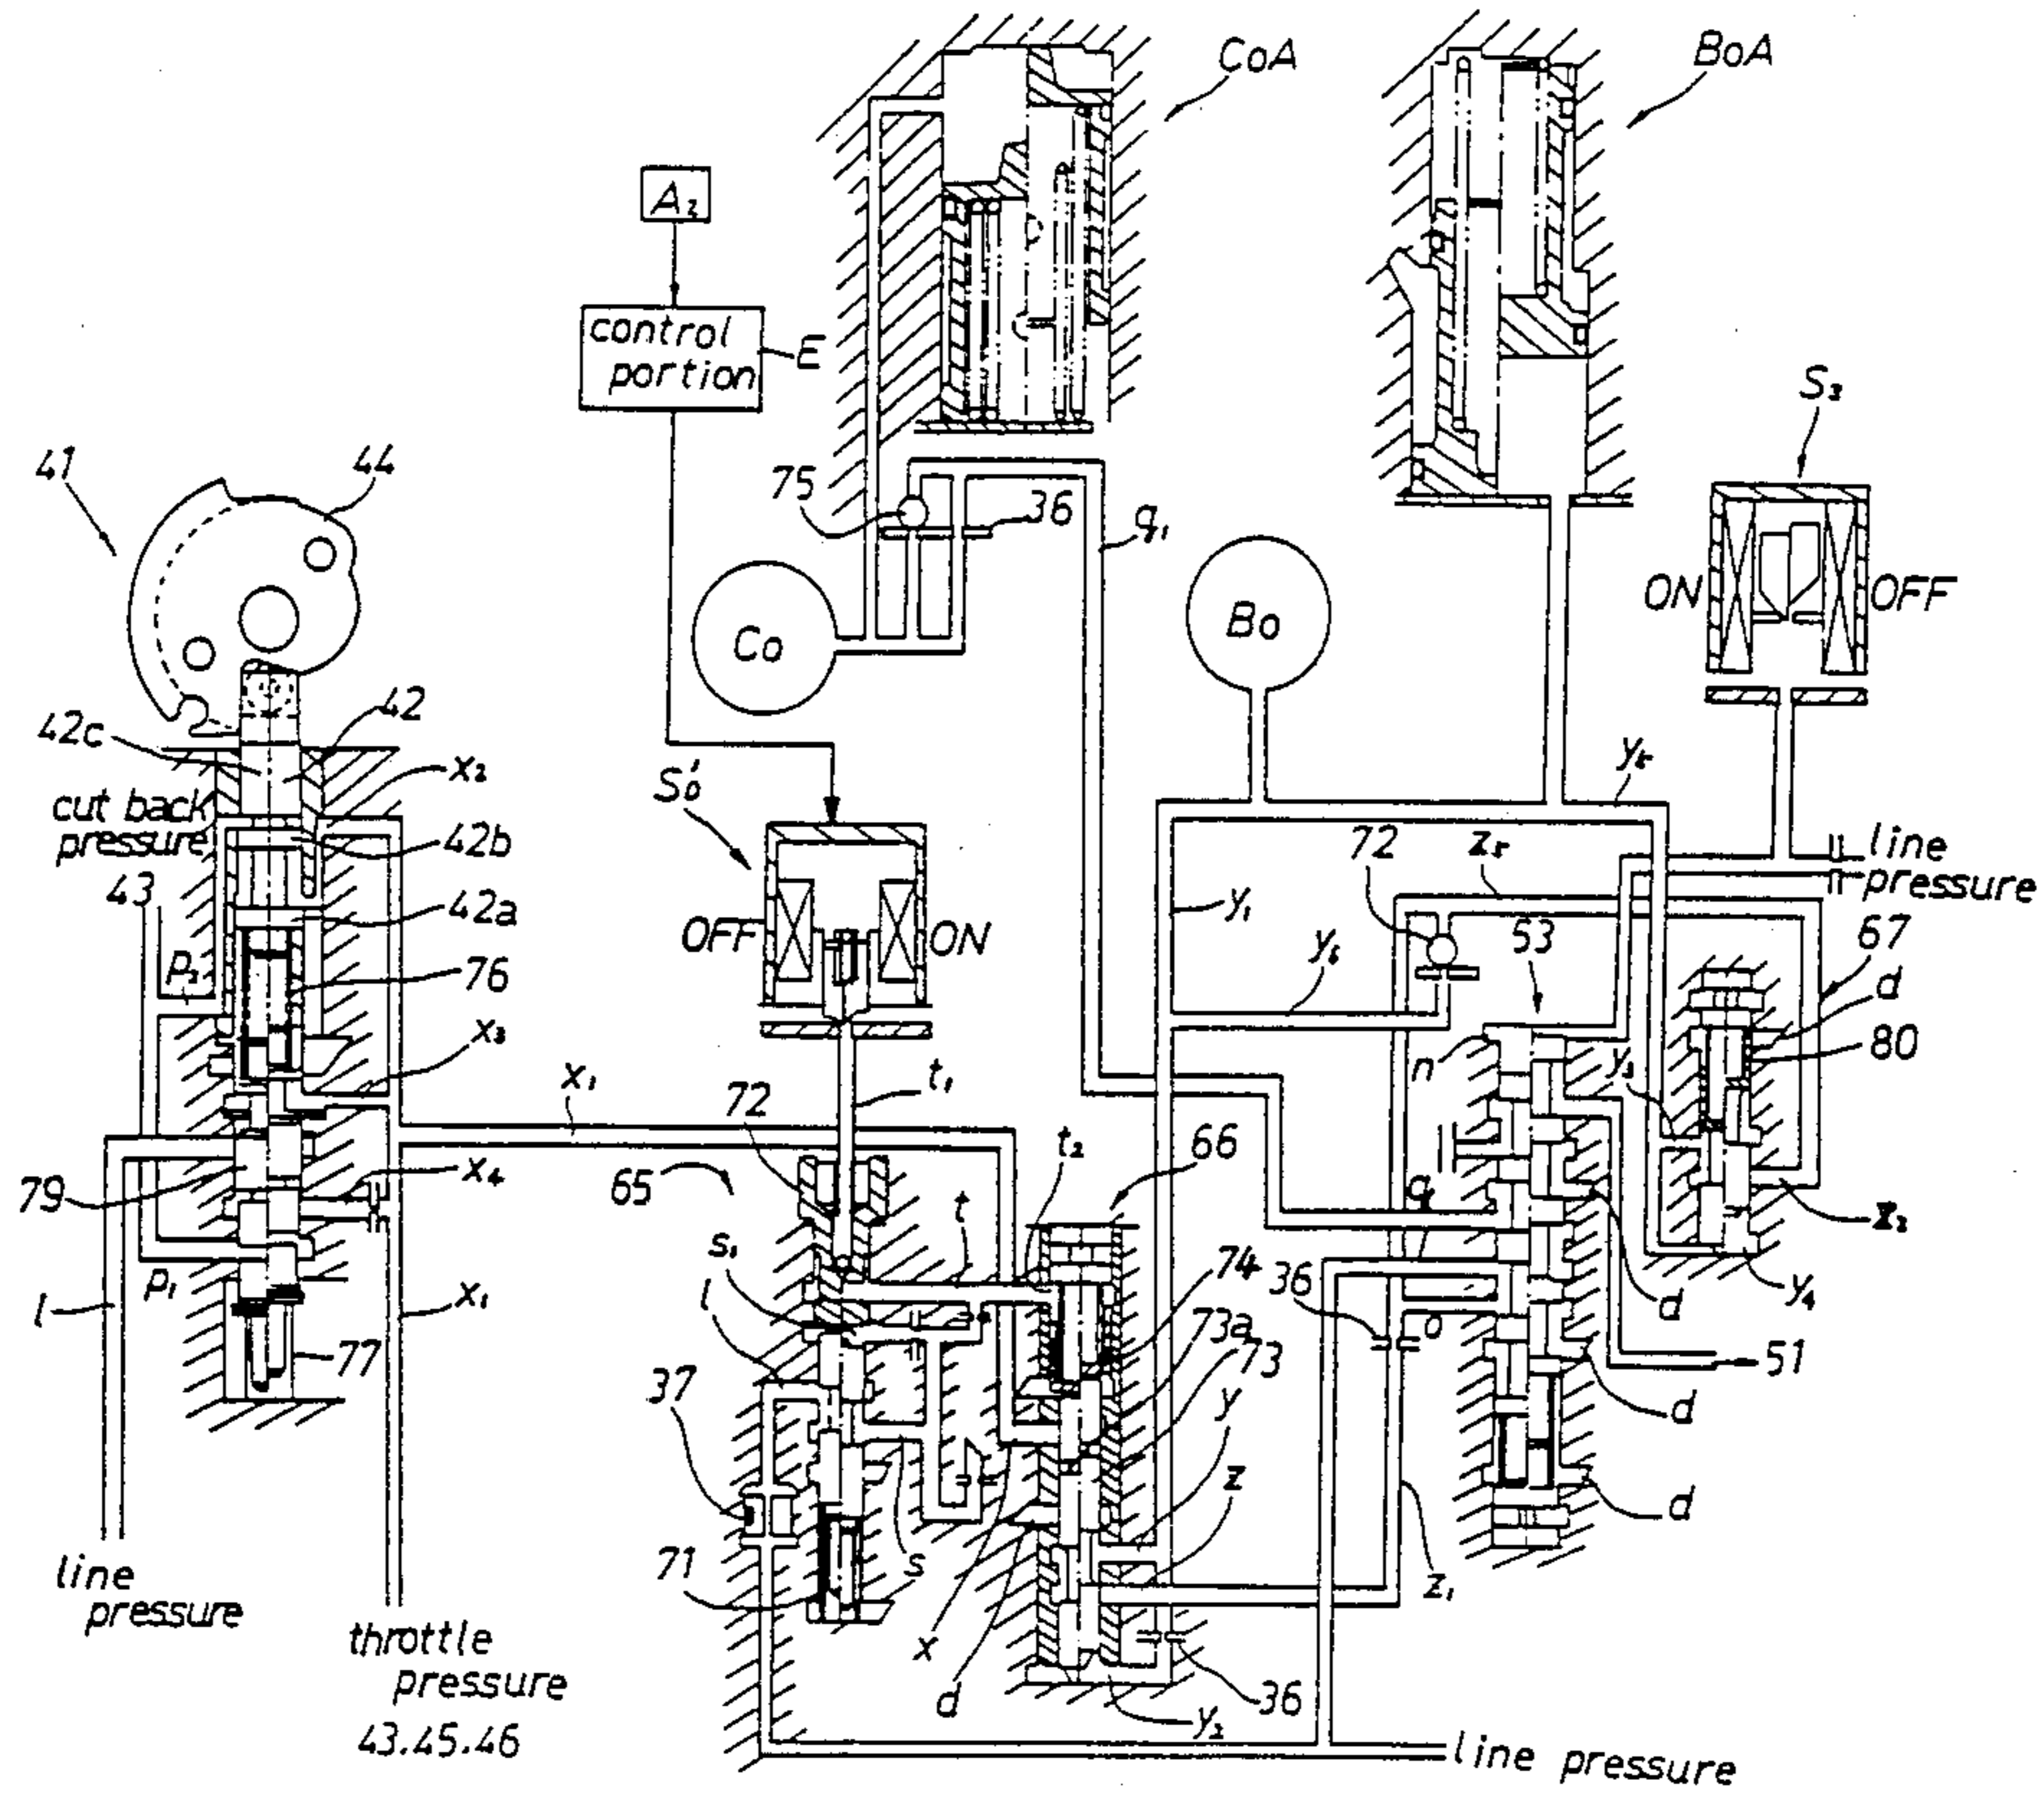 CoA
BoA
A₂
control
portion
E
S₃
41
44
75
36
q₁
ON
OFF
Co
Bo
42c
42
x₂
S₀'
cut back
pressure
42b
43
42a
72
z₅
line
pressure
y₁
OFF
ON
y₆
53
67
d
80
P₂
76
x₃
n
y₃
x₁
t₁
72
t₂
66
79
x₄
65
q
t
s₁
74
36
d
y₄
l
P₁
x₁
l
73a
o
73
51
77
37
y
d
z
d
line
pressure
71
s
z₁
throttle
pressure
43.45.46
x
d
36
y₂
line pressure